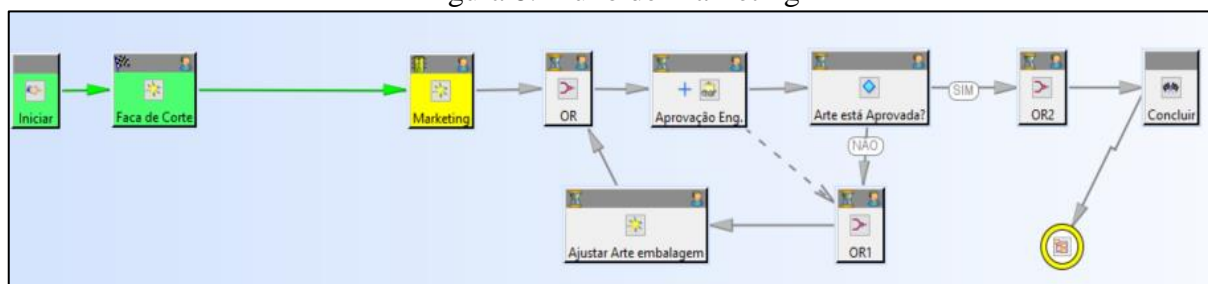 Iniciar
Faca de Corte
Marketing
OR
Aprovação Eng.
Arte está Aprovada?
SIM
OR2
Concluir
NÃO
Ajustar Arte embalagem
OR1